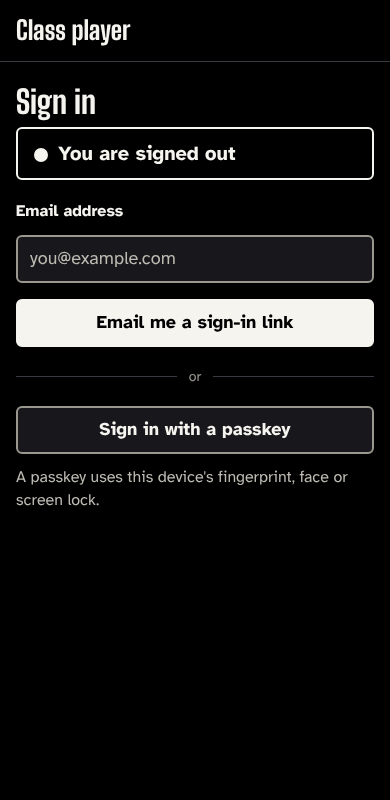 Class player
Sign in
You are signed out
Email address
you@example.com
Email me a sign-in link
or
Sign in with a passkey
A passkey uses this device's fingerprint, face or
screen lock.